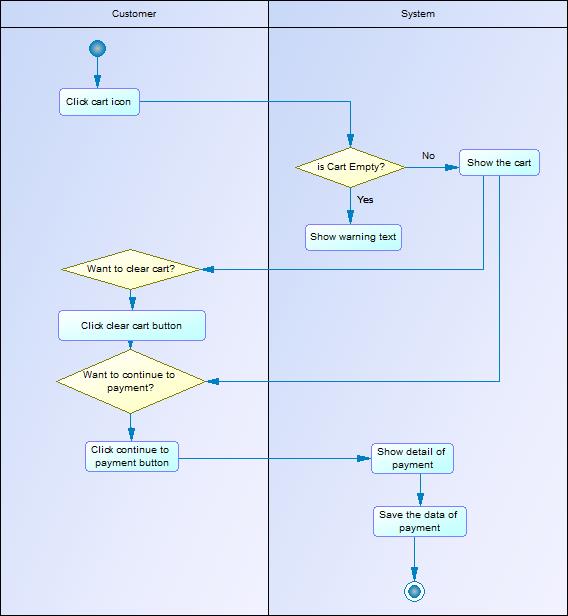 Customer
System
Click cart icon
is Cart Empty?
No
Show the cart
Yes
Show warning text
Want to clear cart?
Click clear cart button
Want to continue to
payment?
Click continue to
payment button
Show detail of
payment
Save the data of
payment